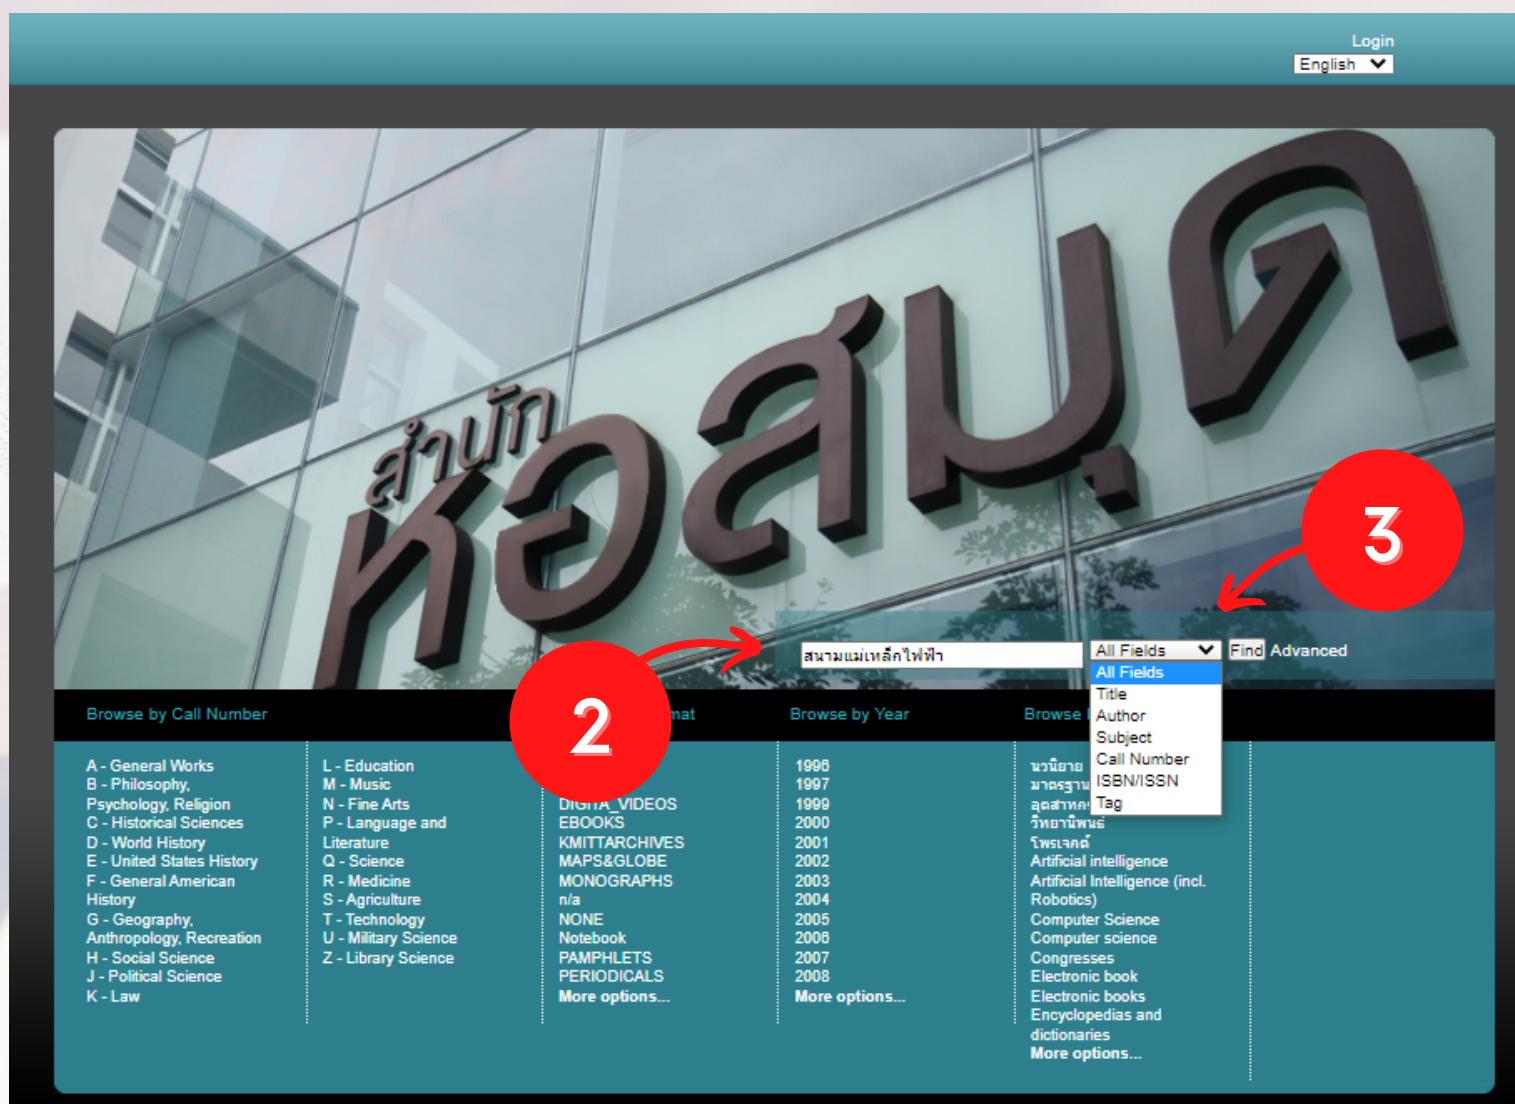 Login
English
สำนัก
หอสมุด
3
สนามแม่เหล็กไฟฟ้า
All Fields
Find
Advanced
All Fields
Title
Author
Subject
Call Number
ISBN/ISSN
Tag
2
Browse by Call Number
Browse by Year
Browse
A - General Works
B - Philosophy,
Psychology, Religion
C - Historical Sciences
D - World History
E - United States History
F - General American
History
G - Geography,
Anthropology, Recreation
H - Social Science
J - Political Science
K - Law
L - Education
M - Music
N - Fine Arts
P - Language and
Literature
Q - Science
R - Medicine
S - Agriculture
T - Technology
U - Military Science
Z - Library Science
DIGITA_VIDEOS
EBOOKS
KMITTARCHIVES
MAPS&GLOBE
MONOGRAPHS
n/a
NONE
Notebook
PAMPHLETS
PERIODICALS
More options...
1996
1997
1999
2000
2001
2002
2003
2004
2005
2006
2007
2008
More options...
นวนิยาย
วิทยานิพนธ์
โพรเจคต์
Artificial intelligence
Artificial Intelligence (incl.
Robotics)
Computer Science
Computer science
Congresses
Electronic book
Electronic books
Encyclopedias and
dictionaries
More options...